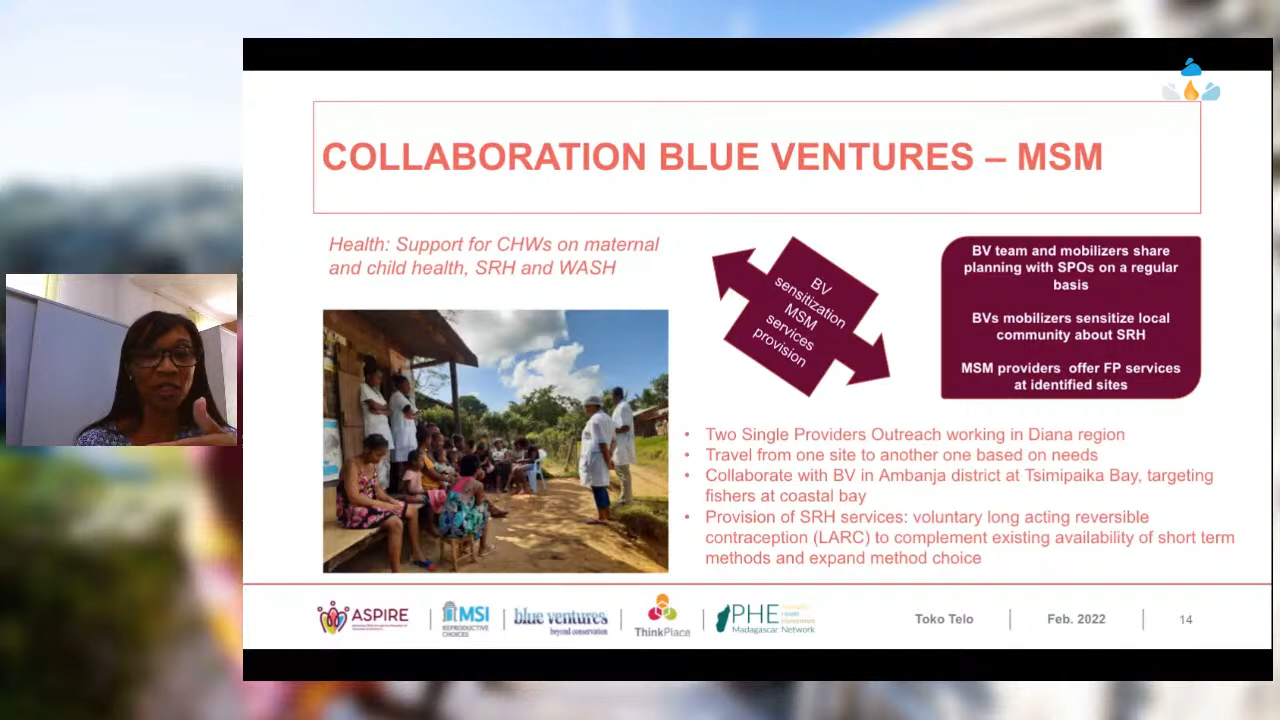 COLLABORATION BLUE VENTURES – MSM
Health: Support for CHWs on maternal
and child health, SRH and WASH
BV
sensitization
MSM
services
provision
BV team and mobilizers share
planning with SPOs on a regular
basis
BVs mobilizers sensitize local
community about SRH
MSM providers offer FP services
at identified sites
• Two Single Providers Outreach working in Diana region
• Travel from one site to another one based on needs
• Collaborate with BV in Ambanja district at Tsimipaika Bay, targeting
fishers at coastal bay
• Provision of SRH services: voluntary long acting reversible
contraception (LARC) to complement existing availability of short term
methods and expand method choice
ASPIRE
MSI
REPRODUCTIVE
CHOICES
blue ventures
beyond conservation
ThinkPlace
PHE
Madagascar Network
Toko Telo
Feb. 2022
14